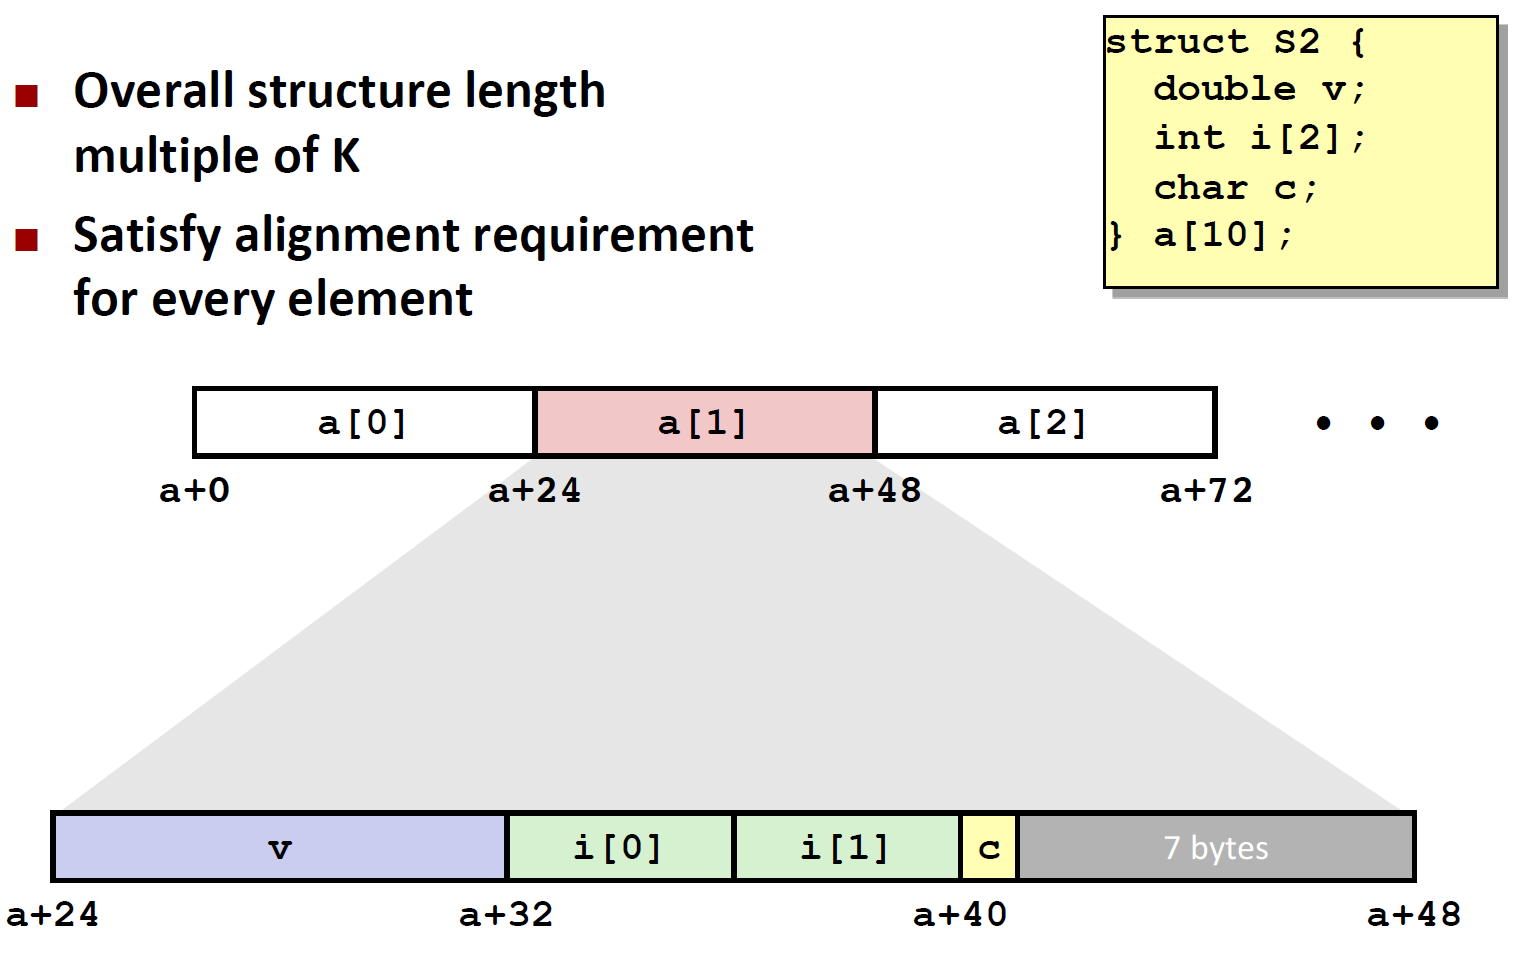 Overall structure length
multiple of K
Satisfy alignment requirement
for every element
struct S2 {
  double v;
  int i[2];
  char c;
} a[10];
a[0] a[1] a[2] • • •
a+0 a+24 a+48 a+72
v i[0] i[1] c 7 bytes
a+24 a+32 a+40 a+48